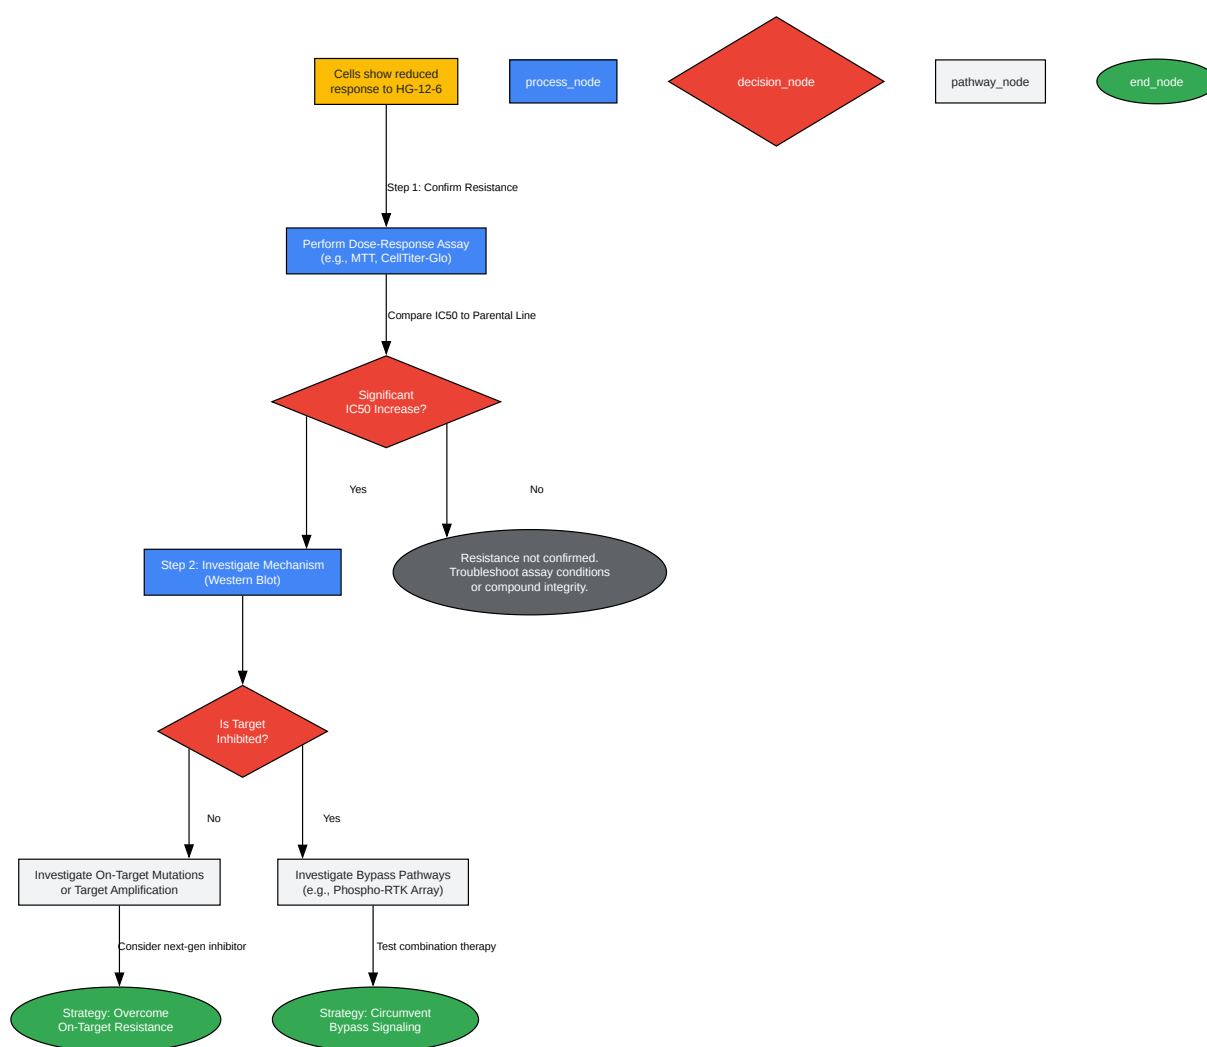 Cells show reduced
response to HG-12-6
process_node
decision_node
pathway_node
end_node
Step 1: Confirm Resistance
Perform Dose-Response Assay
(e.g., MTT, CellTiter-Glo)
Compare IC50 to Parental Line
Significant
IC50 Increase?
Yes
No
Resistance not confirmed.
Troubleshoot assay conditions
or compound integrity.
Step 2: Investigate Mechanism
(Western Blot)
Is Target
Inhibited?
No
Yes
Investigate On-Target Mutations
or Target Amplification
Investigate Bypass Pathways
(e.g., Phospho-RTK Array)
Consider next-gen inhibitor
Test combination therapy
Strategy: Overcome
On-Target Resistance
Strategy: Circumvent
Bypass Signaling